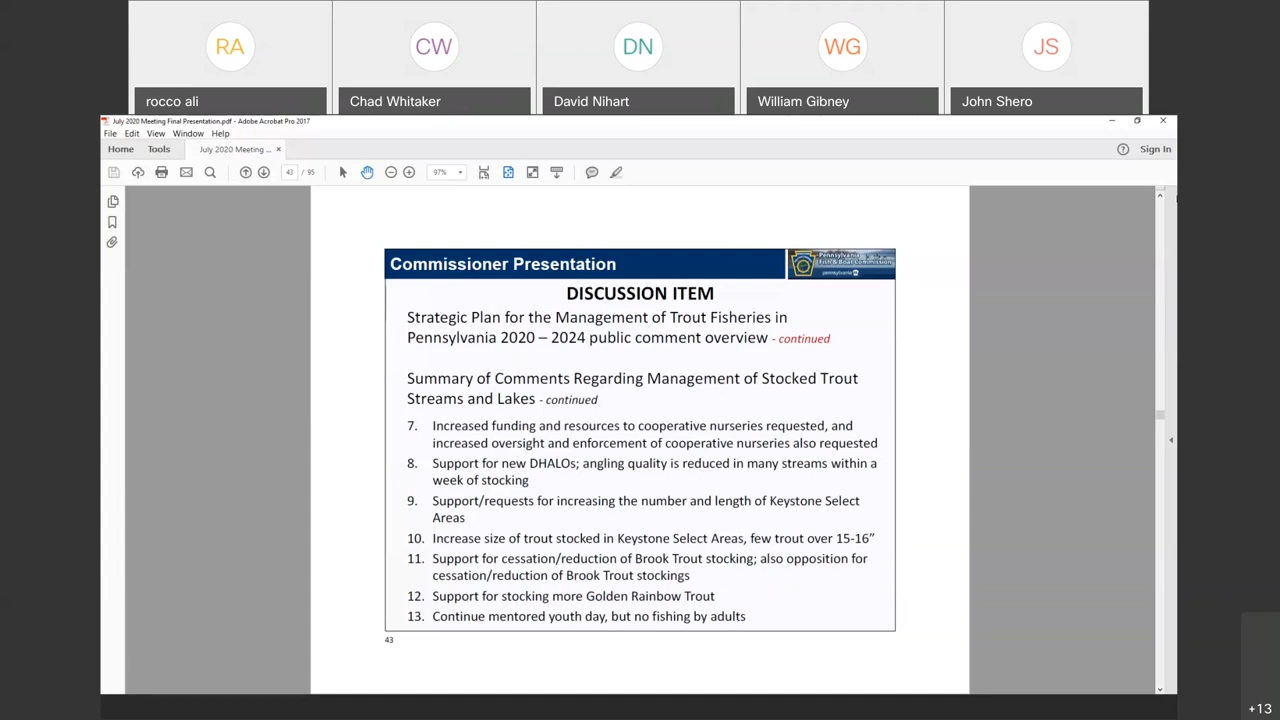 RA
CW
DN
WG
JS
rocco ali
Chad Whitaker
David Nihart
William Gibney
John Shero
July 2020 Meeting Final Presentation.pdf - Adobe Acrobat Pro 2017
File Edit View Window Help
Home Tools July 2020 Meeting ... × Sign In
43 / 95 97%
Commissioner Presentation
Pennsylvania
Fish & Boat Commission
pennsylvania
DISCUSSION ITEM
Strategic Plan for the Management of Trout Fisheries in
Pennsylvania 2020 – 2024 public comment overview - continued
Summary of Comments Regarding Management of Stocked Trout
Streams and Lakes - continued
7. Increased funding and resources to cooperative nurseries requested, and
increased oversight and enforcement of cooperative nurseries also requested
8. Support for new DHALOs; angling quality is reduced in many streams within a
week of stocking
9. Support/requests for increasing the number and length of Keystone Select
Areas
10. Increase size of trout stocked in Keystone Select Areas, few trout over 15-16”
11. Support for cessation/reduction of Brook Trout stocking; also opposition for
cessation/reduction of Brook Trout stockings
12. Support for stocking more Golden Rainbow Trout
13. Continue mentored youth day, but no fishing by adults
43
+13